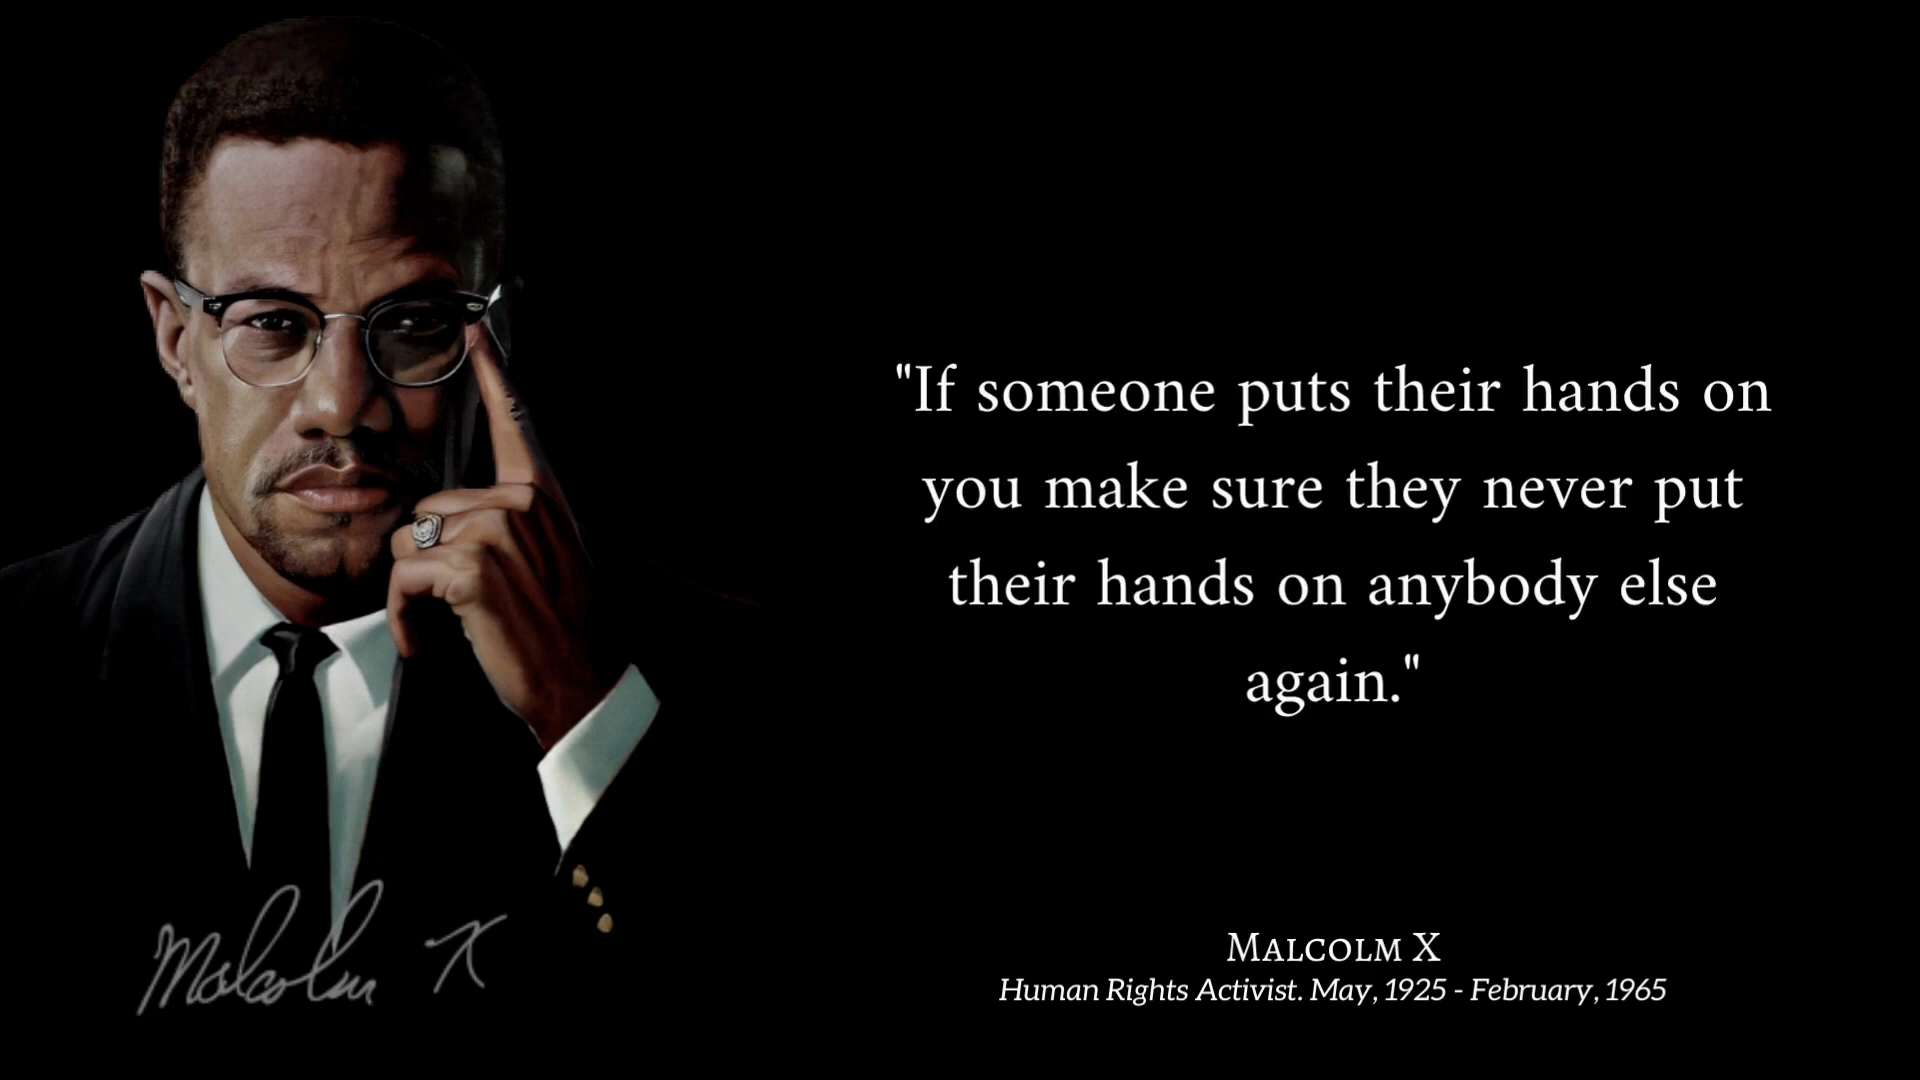 "If someone puts their hands on
you make sure they never put
their hands on anybody else
again."
Malcolm X
Malcolm X
Human Rights Activist. May, 1925 - February, 1965